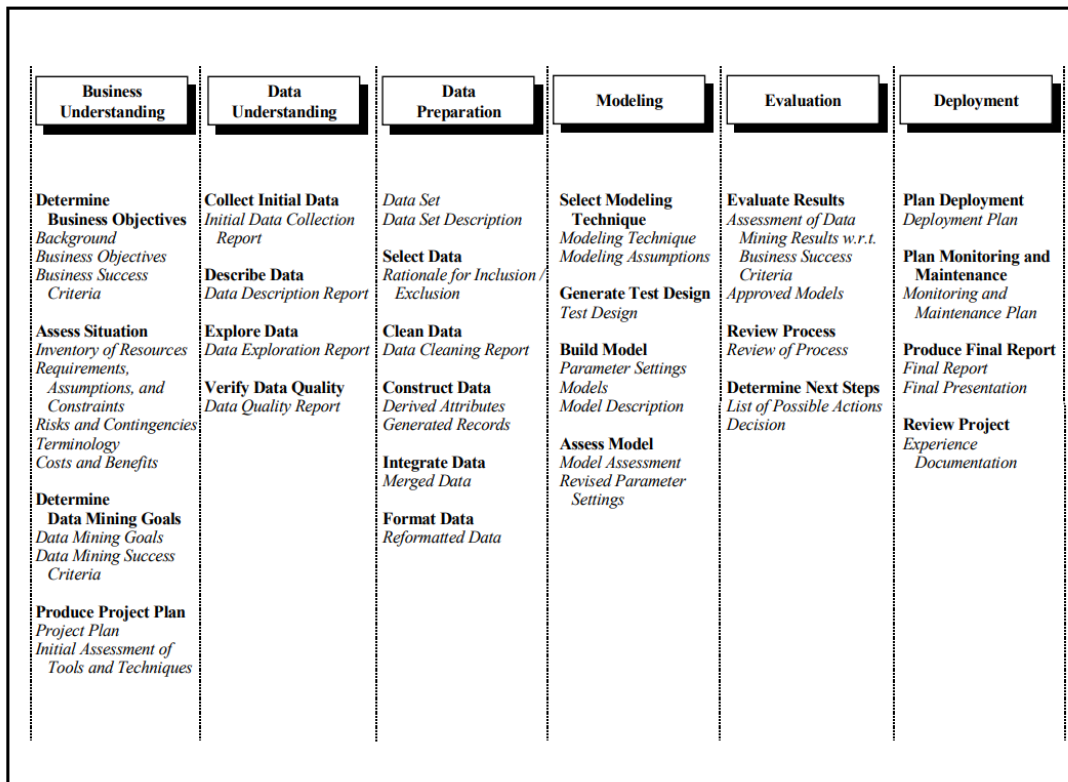 Business
Understanding
Data
Understanding
Data
Preparation
Modeling
Evaluation
Deployment
Determine
Business Objectives
Background
Business Objectives
Business Success
Criteria
Assess Situation
Inventory of Resources
Requirements,
Assumptions, and
Constraints
Risks and Contingencies
Terminology
Costs and Benefits
Determine
Data Mining Goals
Data Mining Goals
Data Mining Success
Criteria
Produce Project Plan
Project Plan
Initial Assessment of
Tools and Techniques
Collect Initial Data
Initial Data Collection
Report
Describe Data
Data Description Report
Explore Data
Data Exploration Report
Verify Data Quality
Data Quality Report
Data Set
Data Set Description
Select Data
Rationale for Inclusion /
Exclusion
Clean Data
Data Cleaning Report
Construct Data
Derived Attributes
Generated Records
Integrate Data
Merged Data
Format Data
Reformatted Data
Select Modeling
Technique
Modeling Technique
Modeling Assumptions
Generate Test Design
Test Design
Build Model
Parameter Settings
Models
Model Description
Assess Model
Model Assessment
Revised Parameter
Settings
Evaluate Results
Assessment of Data
Mining Results w.r.t.
Business Success
Criteria
Approved Models
Review Process
Review of Process
Determine Next Steps
List of Possible Actions
Decision
Plan Deployment
Deployment Plan
Plan Monitoring and
Maintenance
Monitoring and
Maintenance Plan
Produce Final Report
Final Report
Final Presentation
Review Project
Experience
Documentation